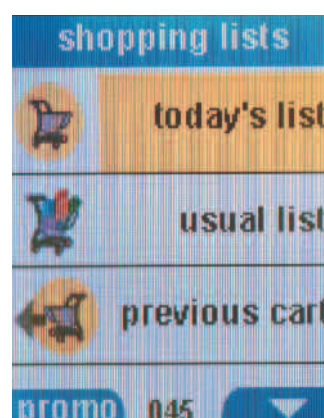 shopping lists
today's list
usual list
previous cart
promo 045